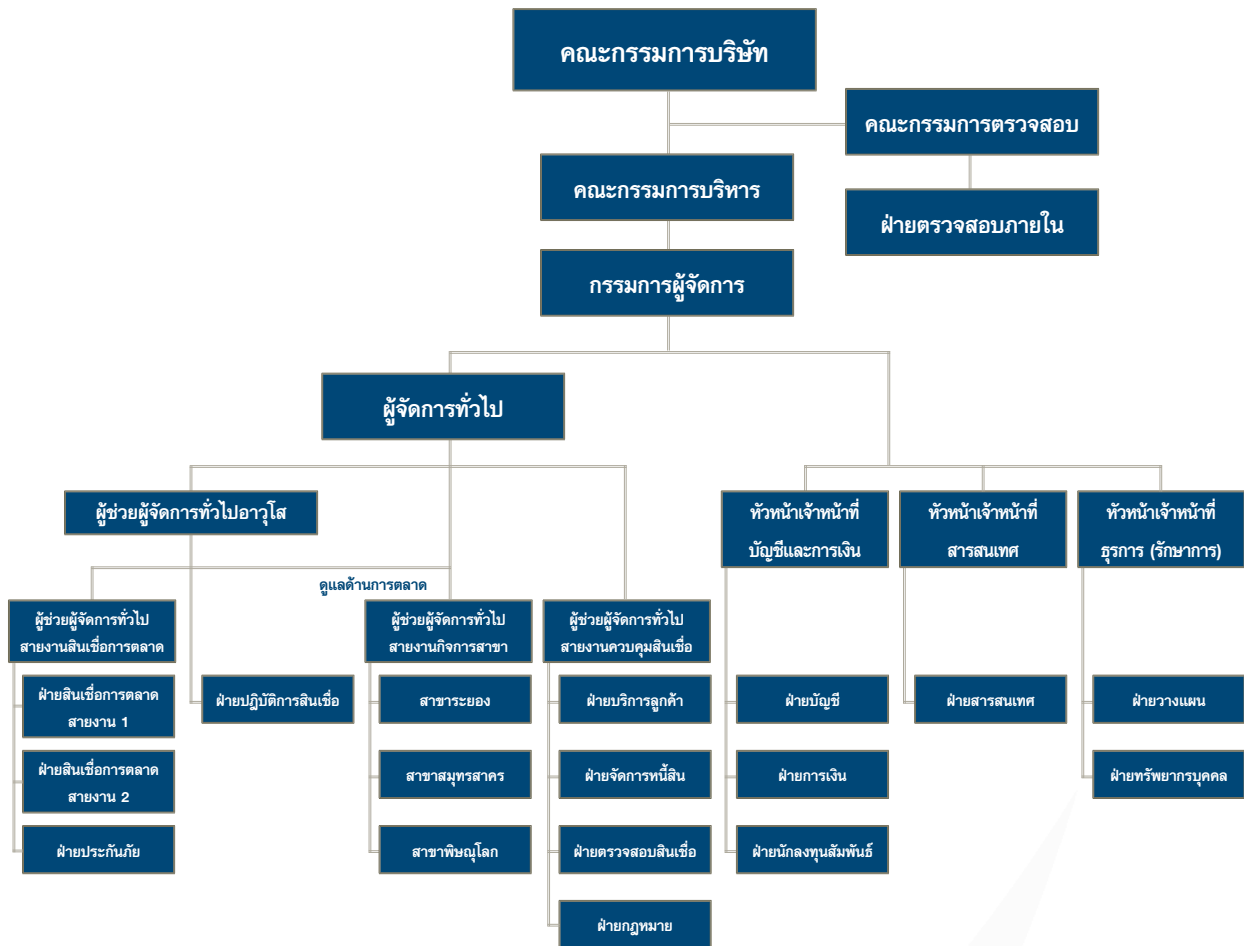 คณะกรรมการบริษัท
คณะกรรมการตรวจสอบ
คณะกรรมการบริหาร
ฝ่ายตรวจสอบภายใน
กรรมการผู้จัดการ
ผู้จัดการทั่วไป
ผู้ช่วยผู้จัดการทั่วไปอาวุโส
หัวหน้าเจ้าหน้าที่
บัญชีและการเงิน
หัวหน้าเจ้าหน้าที่
สารสนเทศ
หัวหน้าเจ้าหน้าที่
ธุรการ (รักษาการ)
ดูแลด้านการตลาด
ผู้ช่วยผู้จัดการทั่วไป
สายงานสินเชื่อการตลาด
ผู้ช่วยผู้จัดการทั่วไป
สายงานกิจการสาขา
ผู้ช่วยผู้จัดการทั่วไป
สายงานควบคุมสินเชื่อ
ฝ่ายสินเชื่อการตลาด
สายงาน 1
ฝ่ายปฎิบัติการสินเชื่อ
สาขาระยอง
ฝ่ายบริการลูกค้า
ฝ่ายบัญชี
ฝ่ายสารสนเทศ
ฝ่ายวางแผน
ฝ่ายสินเชื่อการตลาด
สายงาน 2
สาขาสมุทรสาคร
ฝ่ายจัดการหนี้สิน
ฝ่ายการเงิน
ฝ่ายทรัพยากรบุคคล
ฝ่ายประกันภัย
สาขาพิษณุโลก
ฝ่ายตรวจสอบสินเชื่อ
ฝ่ายนักลงทุนสัมพันธ์
ฝ่ายกฎหมาย